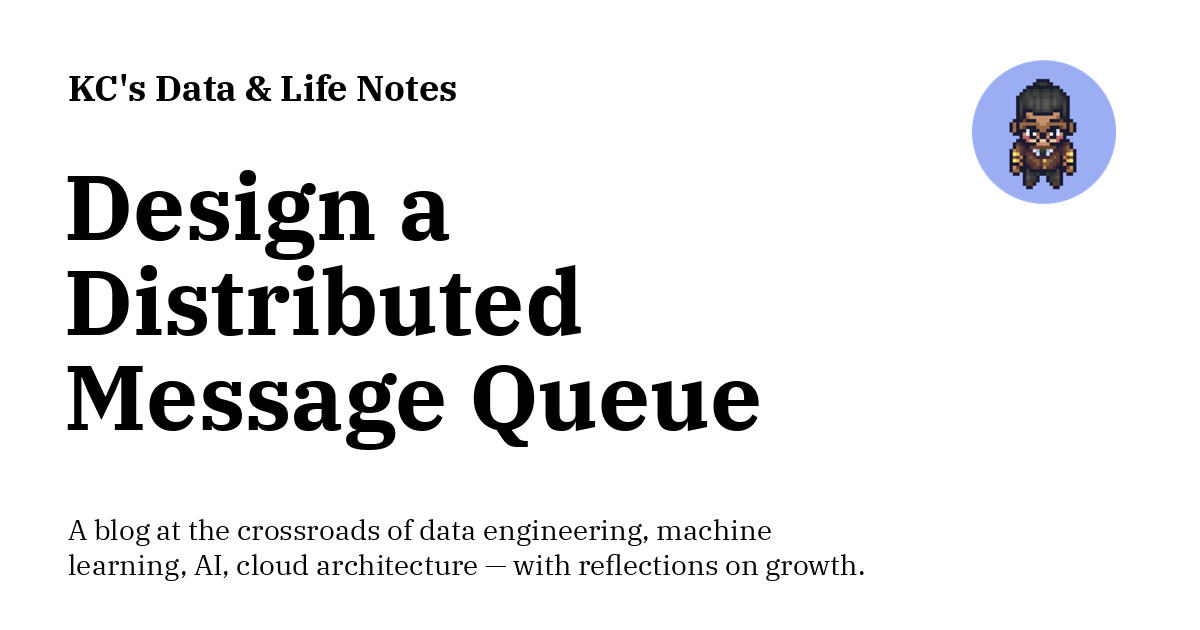 KC's Data & Life Notes
Design a
Distributed
Message Queue
A blog at the crossroads of data engineering, machine
learning, AI, cloud architecture — with reflections on growth.